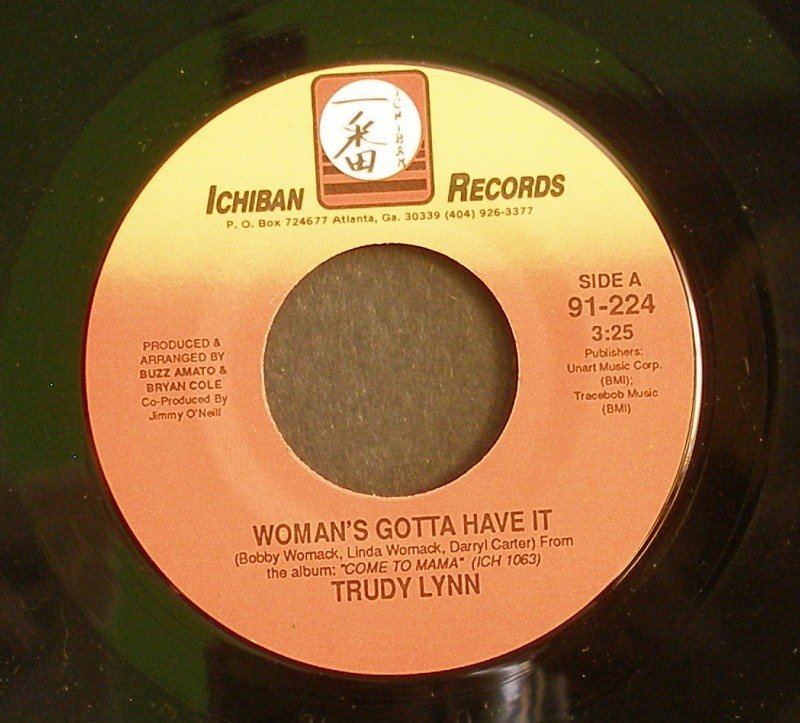 一番
ICHIBAN
ICHIBAN RECORDS
P. O. Box 724677 Atlanta, Ga. 30339 (404) 926-3377
SIDE A
91-224
3:25
Publishers:
Unart Music Corp.
(BMI);
Tracebob Music
(BMI)
PRODUCED &
ARRANGED BY
BUZZ AMATO &
BRYAN COLE
Co-Produced By
Jimmy O'Neill
WOMAN'S GOTTA HAVE IT
(Bobby Womack, Linda Womack, Darryl Carter) From
the album: "COME TO MAMA" (ICH 1063)
TRUDY LYNN